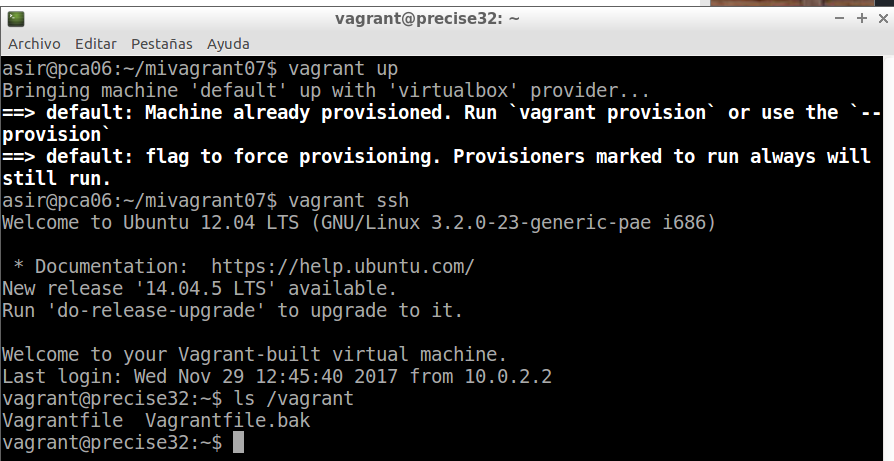 vagrant@precise32: ~
Archivo Editar Pestañas Ayuda
asir@pca06:~/mivagrant07$ vagrant up
Bringing machine 'default' up with 'virtualbox' provider...
==> default: Machine already provisioned. Run `vagrant provision` or use the `--
provision`
==> default: flag to force provisioning. Provisioners marked to run always will
still run.
asir@pca06:~/mivagrant07$ vagrant ssh
Welcome to Ubuntu 12.04 LTS (GNU/Linux 3.2.0-23-generic-pae i686)
 * Documentation:  https://help.ubuntu.com/
New release '14.04.5 LTS' available.
Run 'do-release-upgrade' to upgrade to it.
Welcome to your Vagrant-built virtual machine.
Last login: Wed Nov 29 12:45:40 2017 from 10.0.2.2
vagrant@precise32:~$ ls /vagrant
Vagrantfile  Vagrantfile.bak
vagrant@precise32:~$